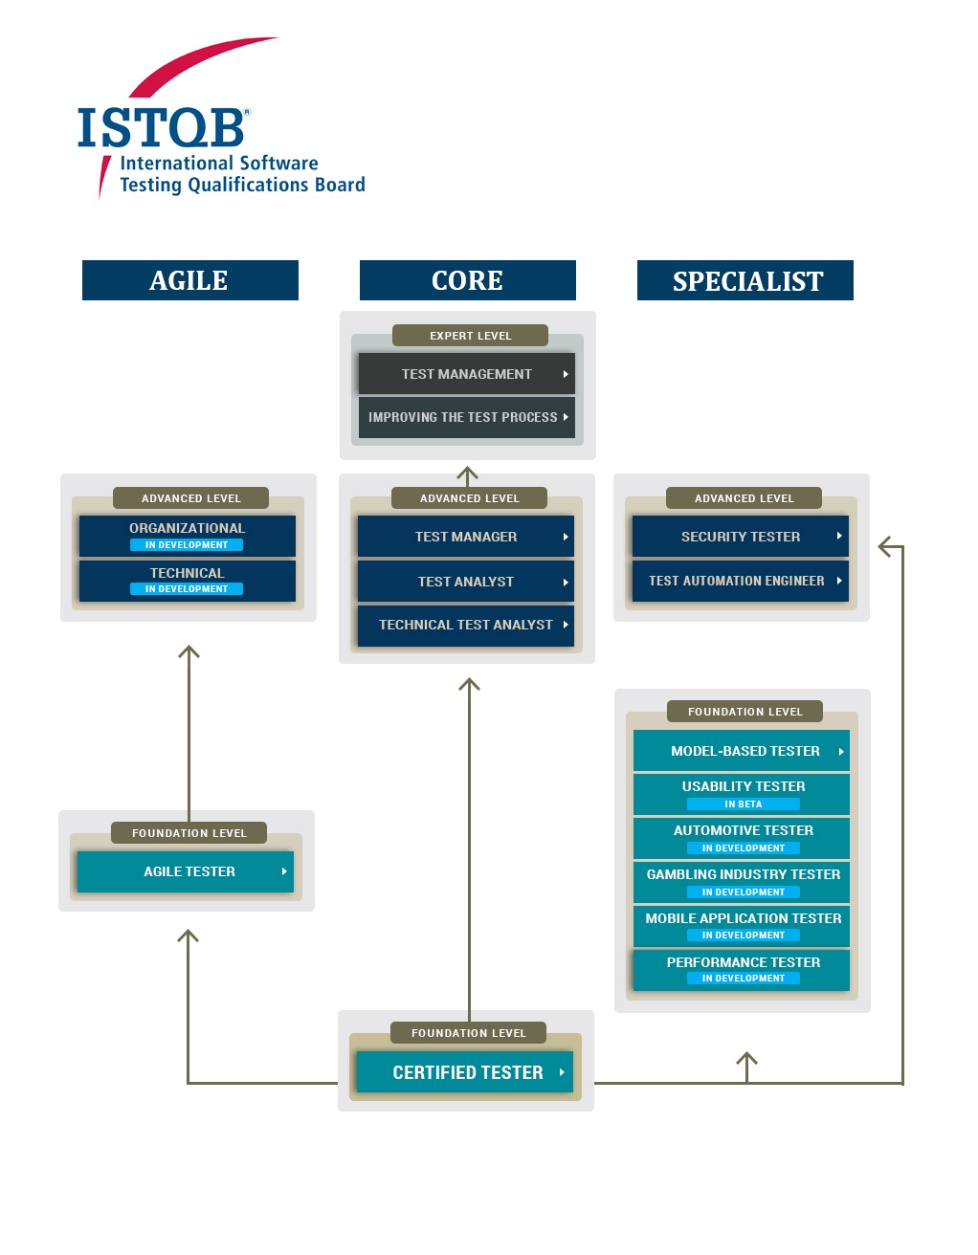 ISTQB®
International Software
Testing Qualifications Board
AGILE
CORE
SPECIALIST
EXPERT LEVEL
TEST MANAGEMENT
IMPROVING THE TEST PROCESS
ADVANCED LEVEL
ORGANIZATIONAL
IN DEVELOPMENT
TECHNICAL
IN DEVELOPMENT
ADVANCED LEVEL
TEST MANAGER
TEST ANALYST
TECHNICAL TEST ANALYST
ADVANCED LEVEL
SECURITY TESTER
TEST AUTOMATION ENGINEER
FOUNDATION LEVEL
AGILE TESTER
FOUNDATION LEVEL
MODEL-BASED TESTER
USABILITY TESTER
IN BETA
AUTOMOTIVE TESTER
IN DEVELOPMENT
GAMBLING INDUSTRY TESTER
IN DEVELOPMENT
MOBILE APPLICATION TESTER
IN DEVELOPMENT
PERFORMANCE TESTER
IN DEVELOPMENT
FOUNDATION LEVEL
CERTIFIED TESTER